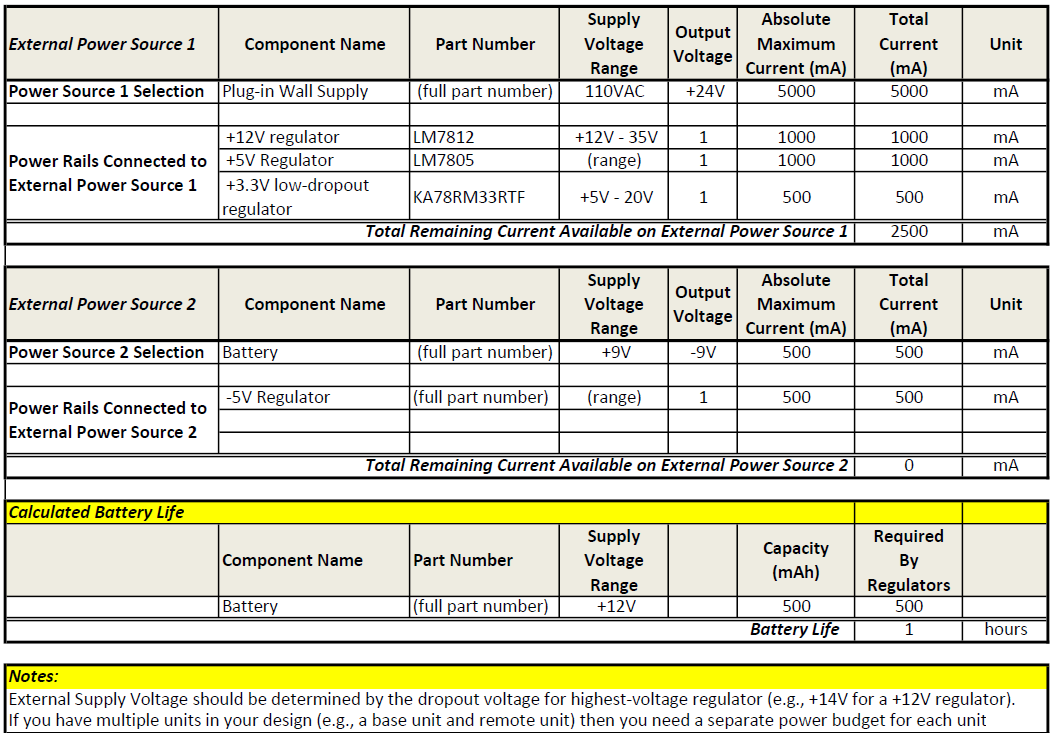 External Power Source 1 Component Name Part Number Supply Voltage Range Output Voltage Absolute Maximum Current (mA) Total Current (mA) Unit
Power Source 1 Selection Plug-in Wall Supply (full part number) 110VAC +24V 5000 5000 mA
Power Rails Connected to External Power Source 1
+12V regulator LM7812 +12V - 35V 1 1000 1000 mA
+5V Regulator LM7805 (range) 1 1000 1000 mA
+3.3V low-dropout regulator KA78RM33RTF +5V - 20V 1 500 500 mA
Total Remaining Current Available on External Power Source 1 2500 mA
External Power Source 2 Component Name Part Number Supply Voltage Range Output Voltage Absolute Maximum Current (mA) Total Current (mA) Unit
Power Source 2 Selection Battery (full part number) +9V -9V 500 500 mA
Power Rails Connected to External Power Source 2
-5V Regulator (full part number) (range) 1 500 500 mA
Total Remaining Current Available on External Power Source 2 0 mA
Calculated Battery Life
Component Name Part Number Supply Voltage Range Capacity (mAh) Required By Regulators
Battery (full part number) +12V 500 500
Battery Life 1 hours
Notes:
External Supply Voltage should be determined by the dropout voltage for highest-voltage regulator (e.g., +14V for a +12V regulator).
If you have multiple units in your design (e.g., a base unit and remote unit) then you need a separate power budget for each unit